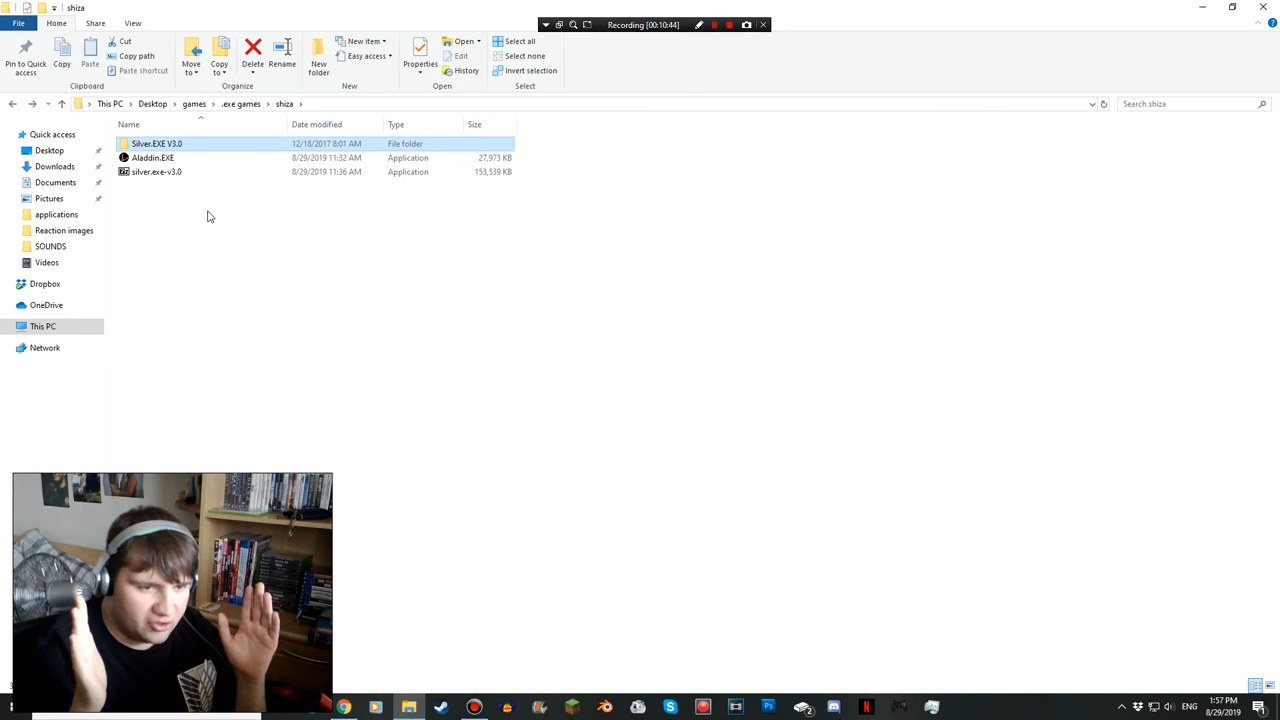 shiza
File Home Share View
Recording [00:10:44]
Pin to Quick access
Copy
Paste
Cut
Copy path
Paste shortcut
Clipboard
Move to
Copy to
Delete
Rename
Organize
New folder
New item
Easy access
New
Properties
Open
Edit
History
Open
Select all
Select none
Invert selection
Select
This PC > Desktop > games > .exe games > shiza >
Search shiza
Name Date modified Type Size
Silver.EXE V3.0 12/18/2017 8:01 AM File folder
Aladdin.EXE 8/29/2019 11:32 AM Application 27,973 KB
silver.exe-v3.0 8/29/2019 11:36 AM Application 153,539 KB
Quick access
Desktop
Downloads
Documents
Pictures
applications
Reaction images
SOUNDS
Videos
Dropbox
OneDrive
This PC
Network
ENG
1:57 PM
8/29/2019